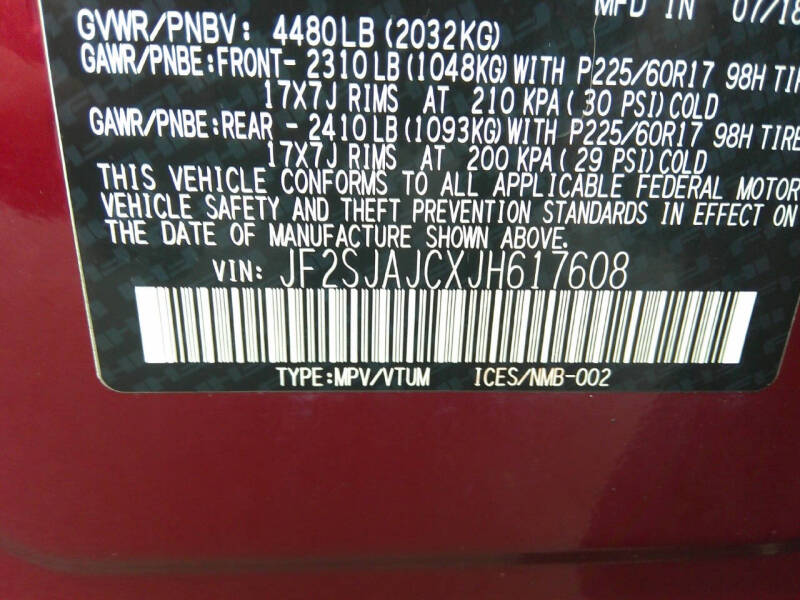 MFD IN 07/18
GVWR/PNBV: 4480LB (2032KG)
GAWR/PNBE:FRONT- 2310LB(1048KG)WITH P225/60R17 98H TIR
17X7J RIMS AT 210 KPA( 30 PSI)COLD
GAWR/PNBE:REAR - 2410LB(1093KG)WITH P225/60R17 98H TIRE
17X7J RIMS AT 200 KPA( 29 PSI)COLD
THIS VEHICLE CONFORMS TO ALL APPLICABLE FEDERAL MOTOR
VEHICLE SAFETY AND THEFT PREVENTION STANDARDS IN EFFECT ON
THE DATE OF MANUFACTURE SHOWN ABOVE.
VIN: JF2SJAJCXJH617608
TYPE:MPV/VTUM ICES/NMB-002